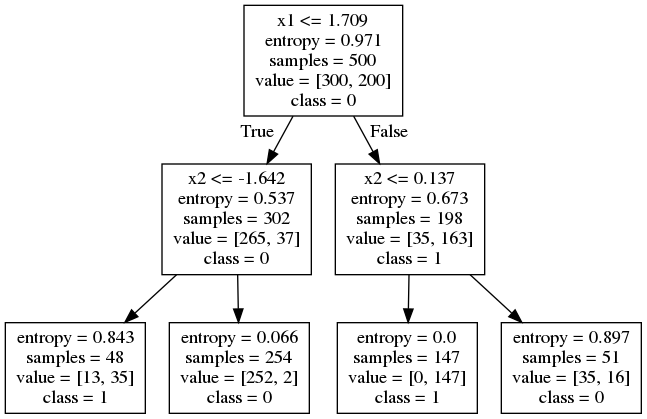 x1 <= 1.709
entropy = 0.971
samples = 500
value = [300, 200]
class = 0
True
False
x2 <= -1.642
entropy = 0.537
samples = 302
value = [265, 37]
class = 0
x2 <= 0.137
entropy = 0.673
samples = 198
value = [35, 163]
class = 1
entropy = 0.843
samples = 48
value = [13, 35]
class = 1
entropy = 0.066
samples = 254
value = [252, 2]
class = 0
entropy = 0.0
samples = 147
value = [0, 147]
class = 1
entropy = 0.897
samples = 51
value = [35, 16]
class = 0